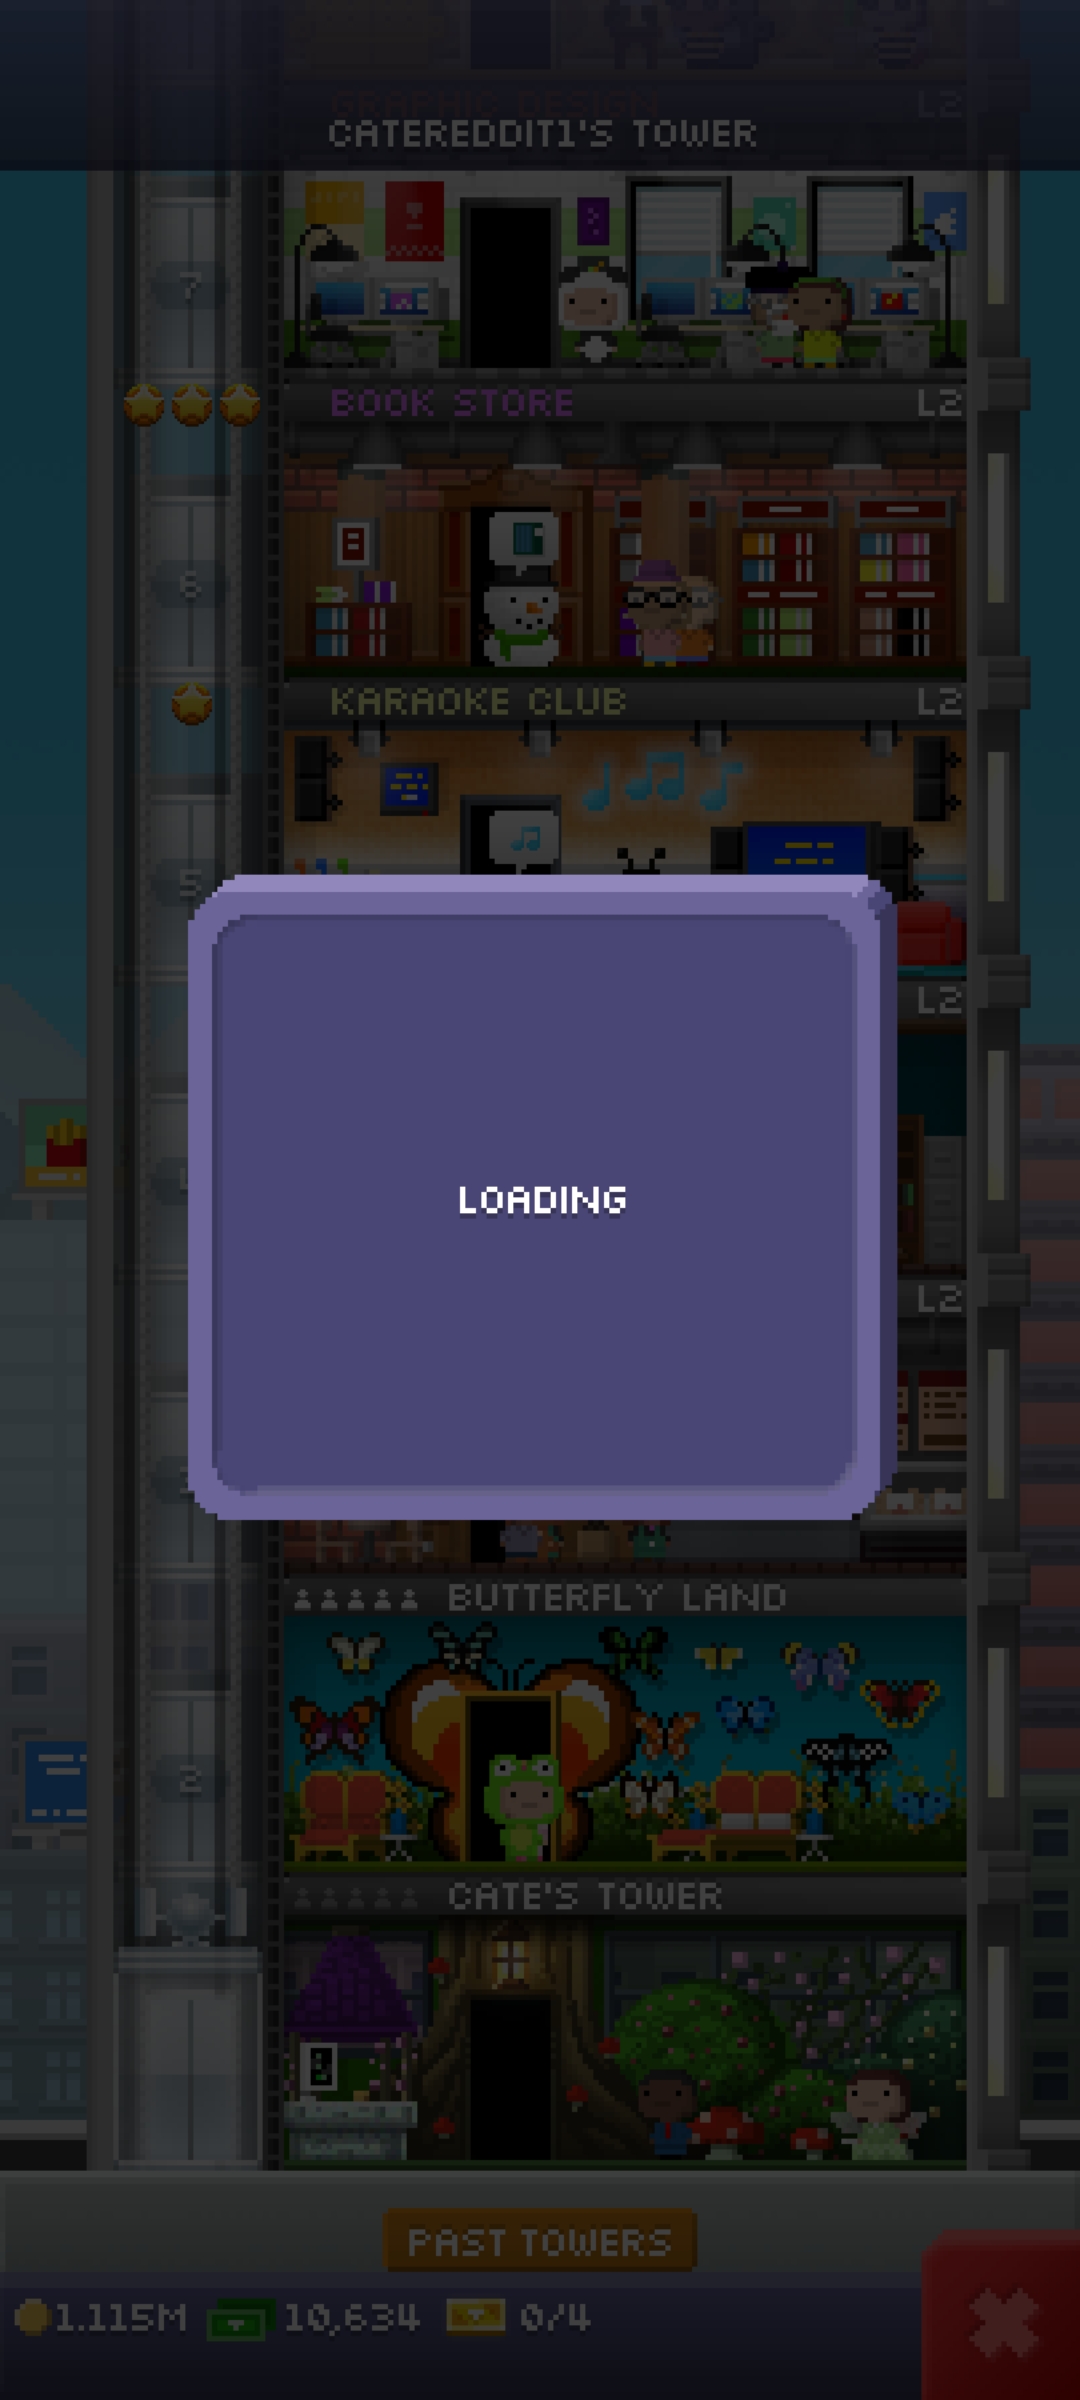 GRAPHIC DESIGN L2
CATEREDDIT1'S TOWER
7
BOOK STORE L2
6
KARAOKE CLUB L2
5
L2
LOADING
L2
BUTTERFLY LAND
2
CATE'S TOWER
PAST TOWERS
1.115M 10,634 0/4